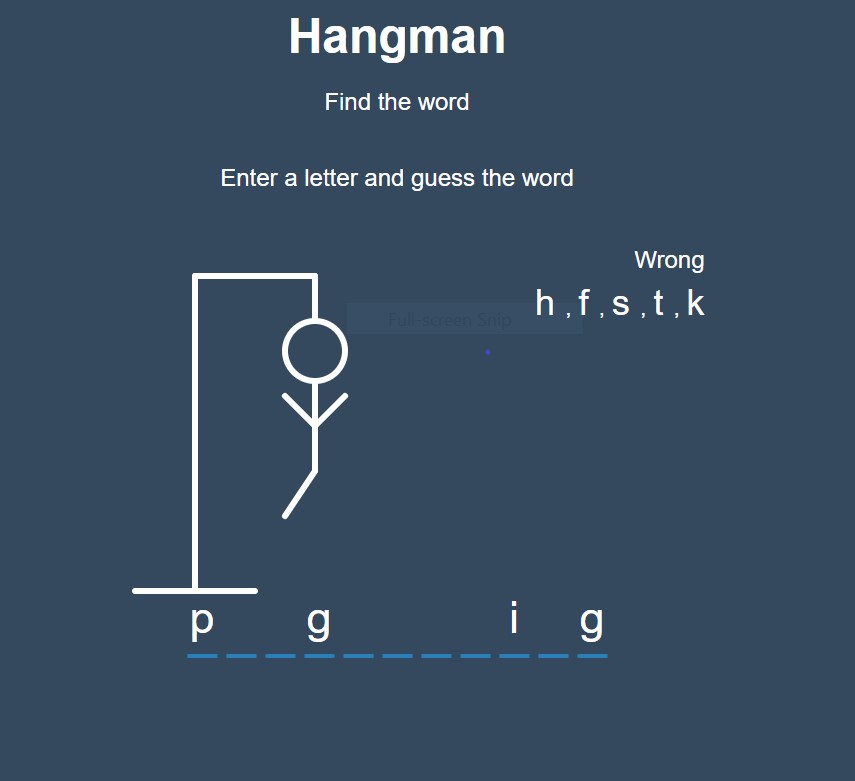 Hangman
Find the word
Enter a letter and guess the word
Wrong
h , f , s , t , k
Full-screen Snip
p g i g